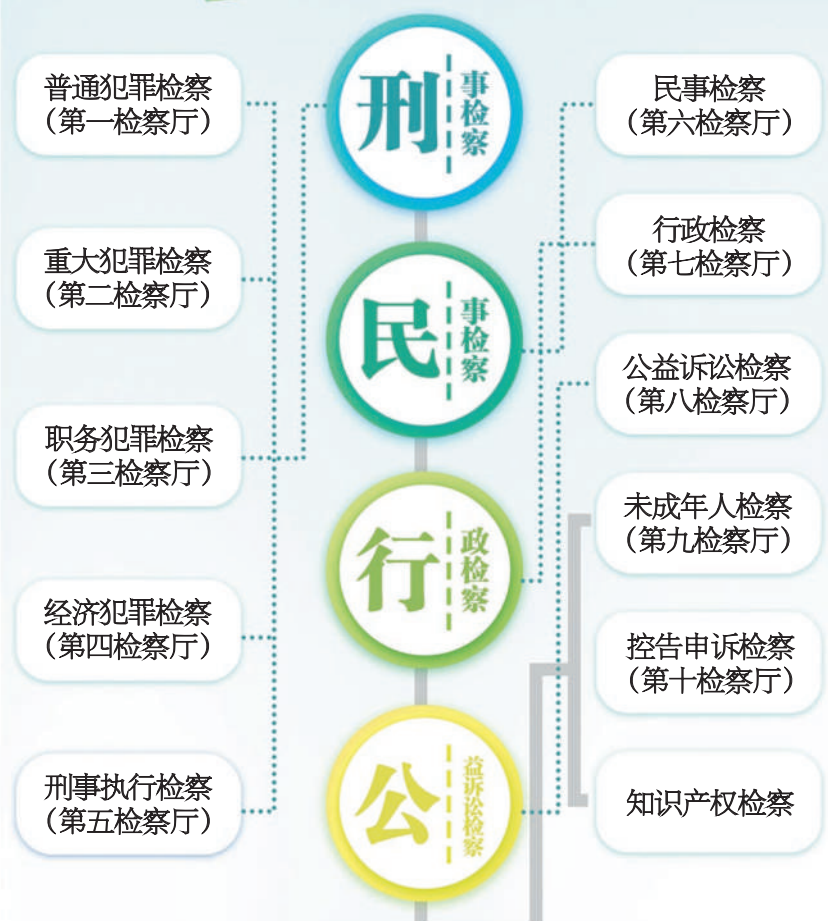 普通犯罪检察
（第一检察厅）
重大犯罪检察
（第二检察厅）
职务犯罪检察
（第三检察厅）
经济犯罪检察
（第四检察厅）
刑事执行检察
（第五检察厅）
刑
事检察
民
事检察
行
政检察
公
益诉讼检察
民事检察
（第六检察厅）
行政检察
（第七检察厅）
公益诉讼检察
（第八检察厅）
未成年人检察
（第九检察厅）
控告申诉检察
（第十检察厅）
知识产权检察